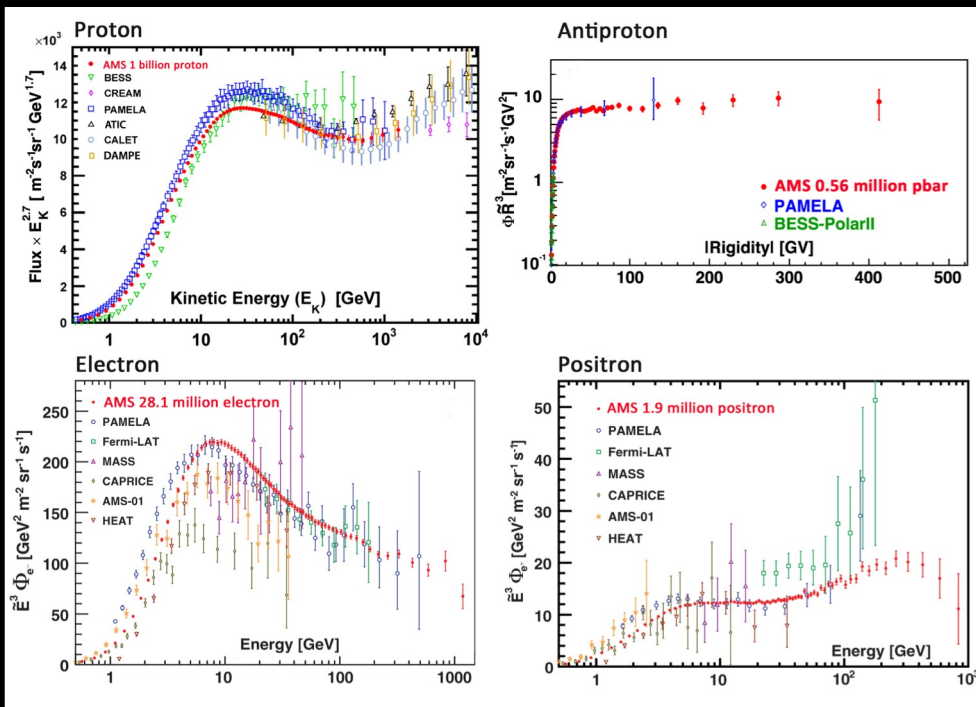 Proton
×10³
14
12
10
8
6
4
2
0
Flux × E_K^2.7 [m⁻²s⁻¹sr⁻¹ GeV^1.7]
AMS 1 billion proton
BESS
CREAM
PAMELA
ATIC
CALET
DAMPE
Kinetic Energy (E_K) [GeV]
1 10 10² 10³ 10⁴
Antiproton
10
1
10⁻¹
Φ R̃³ [m⁻²sr⁻¹s⁻¹GV²]
AMS 0.56 million pbar
PAMELA
BESS-PolarII
|Rigidity| [GV]
0 100 200 300 400 500
Electron
250
200
150
100
50
0
Ẽ³ Φ_e⁻ [GeV² m⁻² sr⁻¹ s⁻¹]
AMS 28.1 million electron
PAMELA
Fermi-LAT
MASS
CAPRICE
AMS-01
HEAT
Energy [GeV]
1 10 100 1000
Positron
50
40
30
20
10
0
Ẽ³ Φ_e⁺ [GeV² m⁻² sr⁻¹ s⁻¹]
AMS 1.9 million positron
PAMELA
Fermi-LAT
MASS
CAPRICE
AMS-01
HEAT
Energy [GeV]
1 10 10² 10³